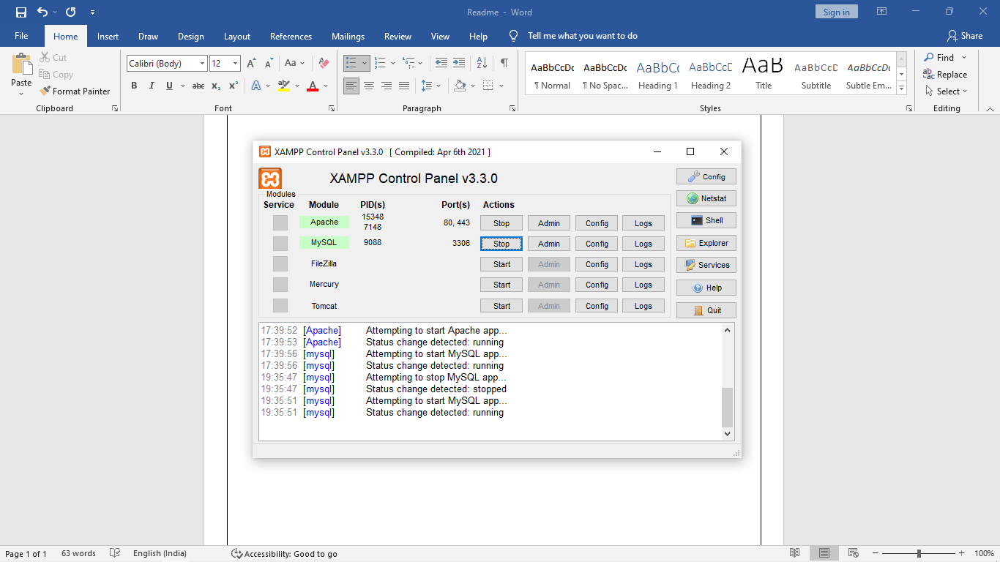 Readme - Word
Sign in
File Home Insert Draw Design Layout References Mailings Review View Help Tell me what you want to do Share
Paste
Cut
Copy
Format Painter
Clipboard
Calibri (Body) 12
B I U abc x₂ x²
Font
Paragraph
AaBbCcDc AaBbCcDc AaBbCc AaBbCcD AaB AaBbCcD AaBbCcDc
¶ Normal ¶ No Spac... Heading 1 Heading 2 Title Subtitle Subtle Em...
Styles
Find
Replace
Select
Editing
XAMPP Control Panel v3.3.0 [ Compiled: Apr 6th 2021 ]
XAMPP Control Panel v3.3.0
Modules
Service Module PID(s) Port(s) Actions
Apache 15348 7148 80, 443 Stop Admin Config Logs
MySQL 9088 3306 Stop Admin Config Logs
FileZilla Start Admin Config Logs
Mercury Start Admin Config Logs
Tomcat Start Admin Config Logs
Config
Netstat
Shell
Explorer
Services
Help
Quit
17:39:52 [Apache] Attempting to start Apache app...
17:39:53 [Apache] Status change detected: running
17:39:56 [mysql] Attempting to start MySQL app...
17:39:56 [mysql] Status change detected: running
19:35:47 [mysql] Attempting to stop MySQL app...
19:35:47 [mysql] Status change detected: stopped
19:35:51 [mysql] Attempting to start MySQL app...
19:35:51 [mysql] Status change detected: running
Page 1 of 1 63 words English (India) Accessibility: Good to go 100%